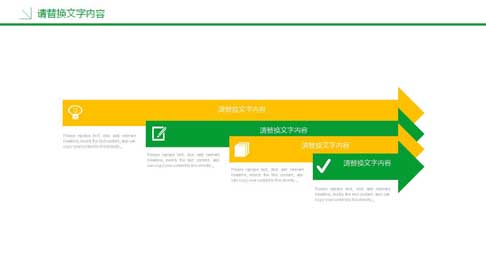 请替换文字内容
请替换文字内容
请替换文字内容
请替换文字内容
请替换文字内容
Please replace text, click add relevant
headline, modify the text content, also can
copy your content to this directly.
Please replace text, click add relevant
headline, modify the text content, also
can copy your content to this directly.
Please replace text, click add relevant
headline, modify the text content, also
can copy your content to this directly.
Please replace text, click add relevant
headline, modify the text content, also can
copy your content to this directly.